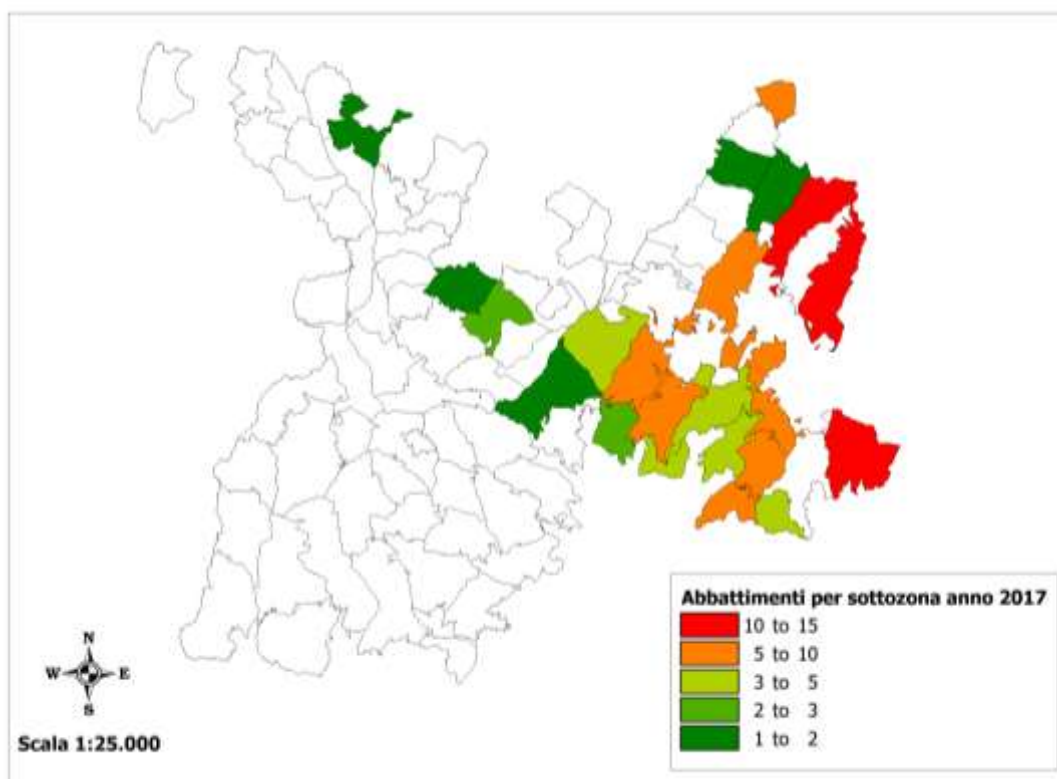 Abbattimenti per sottozona anno 2017
10 to 15
5 to 10
3 to 5
2 to 3
1 to 2
N
W E
S
Scala 1:25.000